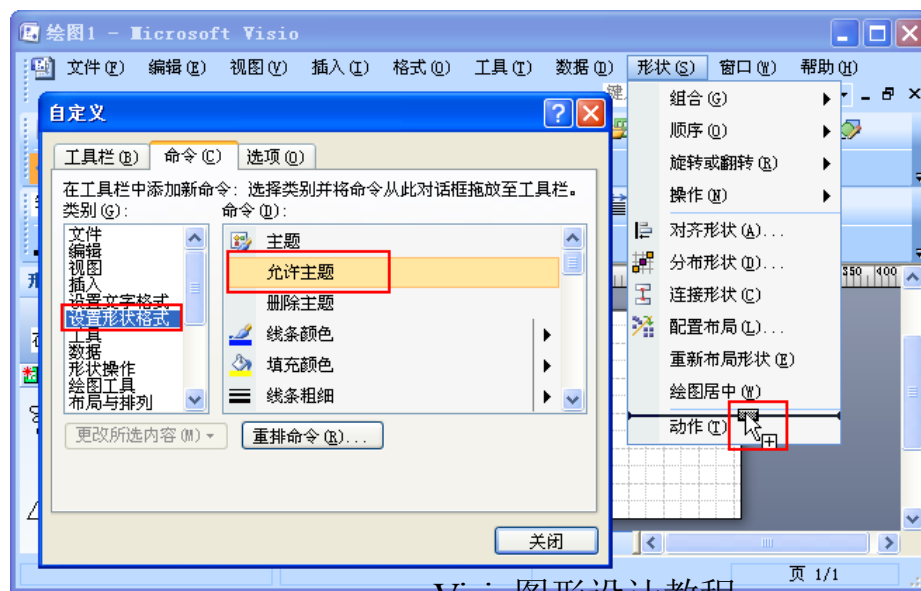 绘图1 - Microsoft Visio
文件(F) 编辑(E) 视图(V) 插入(I) 格式(O) 工具(T) 数据(D) 形状(S) 窗口(W) 帮助(H)
自定义
工具栏(B) 命令(C) 选项(O)
在工具栏中添加新命令: 选择类别并将命令从此对话框拖放至工具栏。
类别(G):
文件
编辑
视图
插入
设置文字格式
设置形状格式
工具
数据
形状操作
绘图工具
布局与排列
命令(D):
主题
允许主题
删除主题
线条颜色
填充颜色
线条粗细
更改所选内容(M)
重排命令(R)...
关闭
组合(G)
顺序(O)
旋转或翻转(R)
操作(N)
对齐形状(A)...
分布形状(D)...
连接形状(C)
配置布局(L)...
重新布局形状(E)
绘图居中(W)
动作(T)
350 400
页 1/1